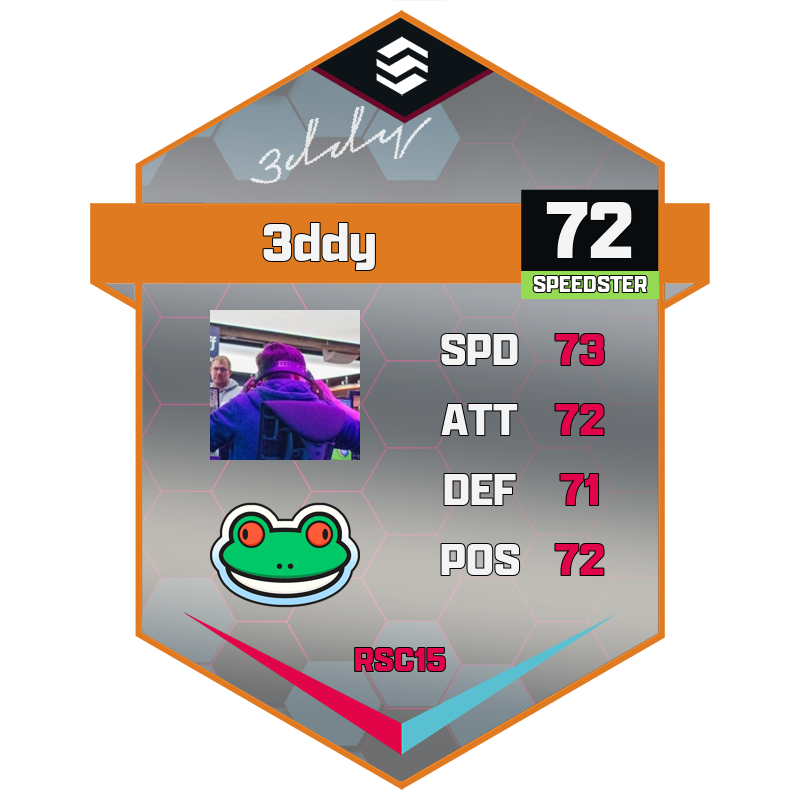 3ddy
3ddy
72
SPEEDSTER
SPD 73
ATT 72
DEF 71
POS 72
RSC15